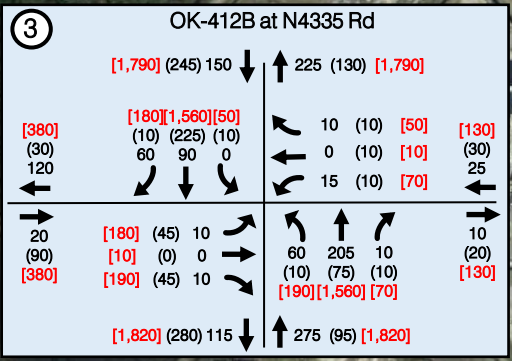 3
OK-412B at N4335 Rd
[1,790] (245) 150
225 (130) [1,790]
[180][1,560][50]
(10) (225) (10)
60 90 0
10 (10) [50]
0 (10) [10]
15 (10) [70]
[380]
(30)
120
[130]
(30)
25
20
(90)
[380]
[180] (45) 10
[10] (0) 0
[190] (45) 10
60 205 10
(10) (75) (10)
[190][1,560] [70]
10
(20)
[130]
[1,820] (280) 115
275 (95) [1,820]